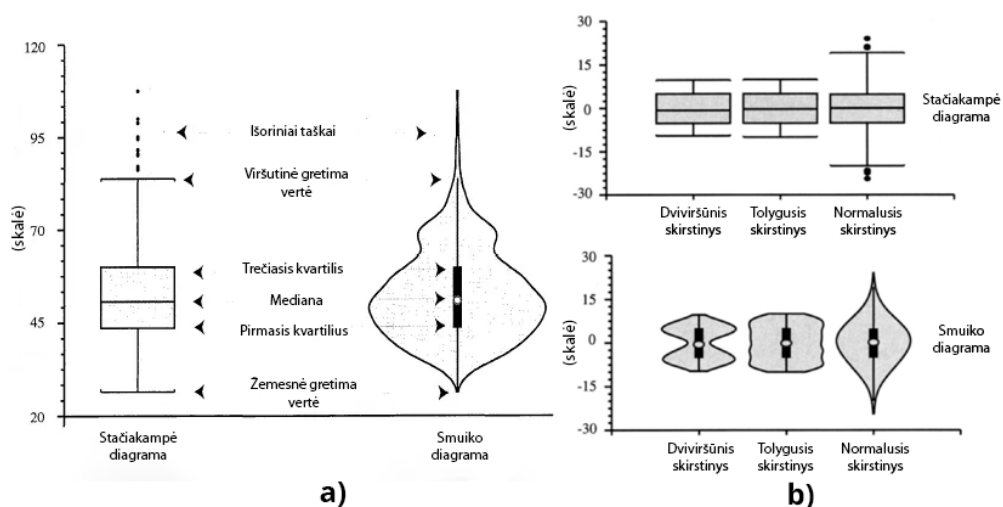 120
95
70
45
20
(skalė)
Išoriniai taškai
Viršutinė gretima
vertė
Trečiasis kvartilis
Mediana
Pirmasis kvartilius
Žemesnė gretima
vertė
Stačiakampė
diagrama
Smuiko
diagrama
a)
30
15
0
-15
-30
(skalė)
Stačiakampė
diagrama
Dviviršūnis
skirstinys
Tolygusis
skirstinys
Normalusis
skirstinys
30
15
0
-15
-30
(skalė)
Smuiko
diagrama
Dviviršūnis
skirstinys
Tolygusis
skirstinys
Normalusis
skirstinys
b)